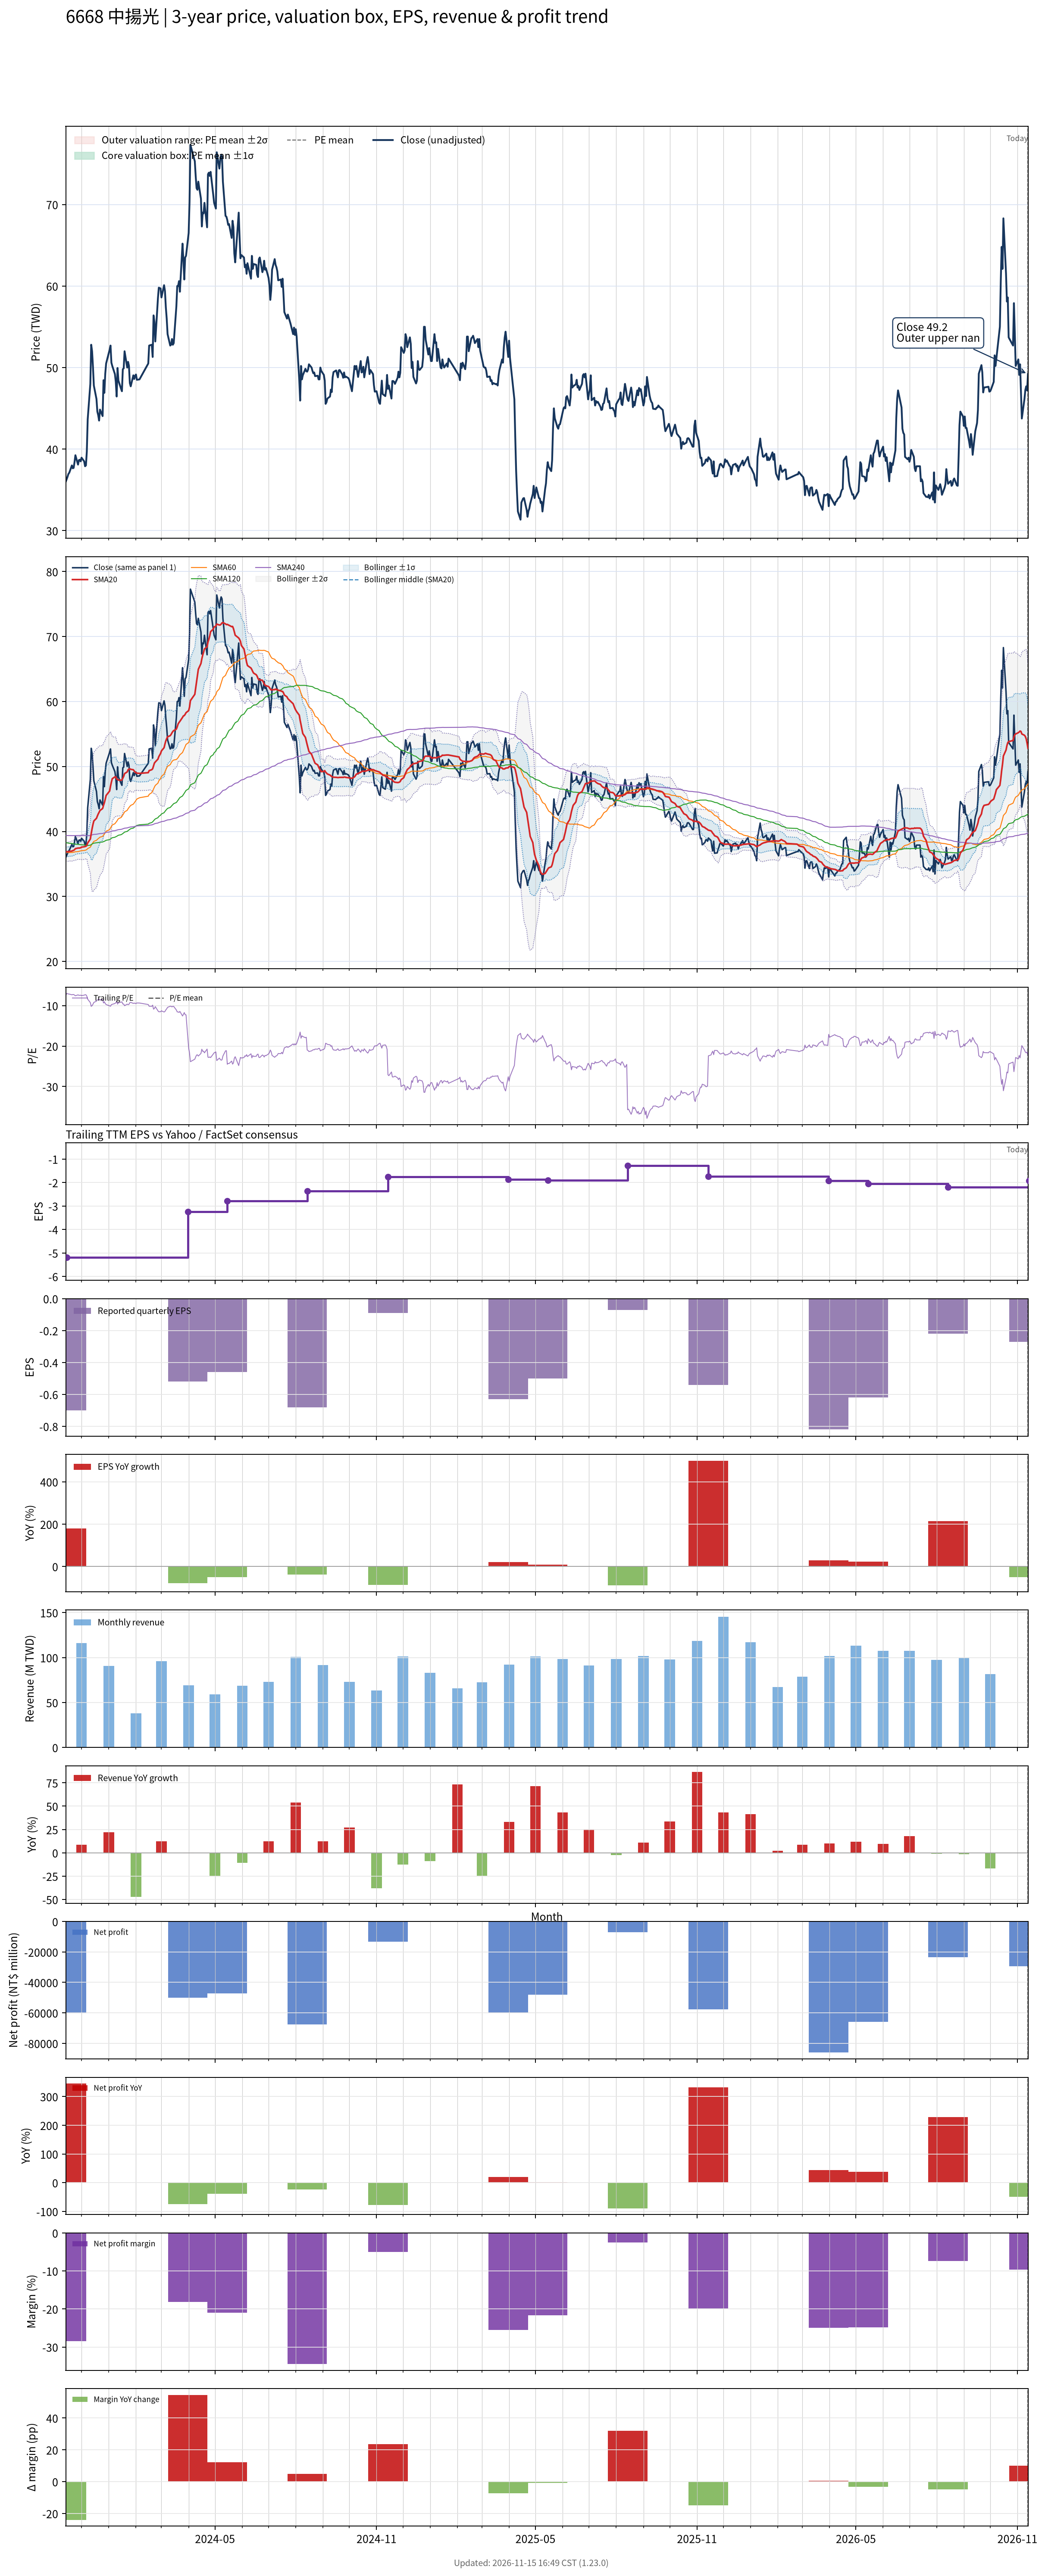 6668 中揚光 | 3-year price, valuation box, EPS, revenue & profit trend
Outer valuation range: PE mean ±2σ
PE mean
Close (unadjusted)
Core valuation box: PE mean ±1σ
Today
Price (TWD)
70
60
50
40
30
Close 49.2
Outer upper nan
Close (same as panel 1)
SMA20
SMA60
SMA120
SMA240
Bollinger ±2σ
Bollinger ±1σ
Bollinger middle (SMA20)
Price
80
70
60
50
40
30
20
Trailing P/E
P/E mean
P/E
-10
-20
-30
Trailing TTM EPS vs Yahoo / FactSet consensus
Today
EPS
-1
-2
-3
-4
-5
-6
Reported quarterly EPS
EPS
0.0
-0.2
-0.4
-0.6
-0.8
EPS YoY growth
YoY (%)
400
200
0
Monthly revenue
Revenue (M TWD)
150
100
50
0
Revenue YoY growth
YoY (%)
75
50
25
0
-25
-50
Month
Net profit
Net profit (NT$ million)
0
-20000
-40000
-60000
-80000
Net profit YoY
YoY (%)
300
200
100
0
-100
Net profit margin
Margin (%)
0
-10
-20
-30
Margin YoY change
Δ margin (pp)
40
20
0
-20
2024-05
2024-11
2025-05
2025-11
2026-05
2026-11
Updated: 2026-11-15 16:49 CST (1.23.0)